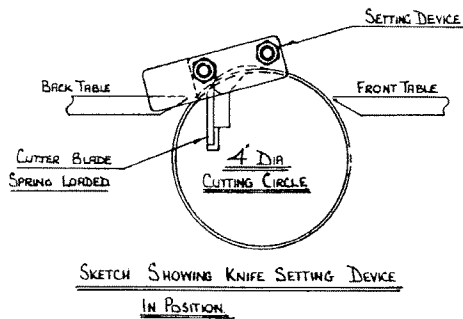 SETTING DEVICE
BACK TABLE
FRONT TABLE
CUTTER BLADE
SPRING LOADED
4" DIA
CUTTING CIRCLE
SKETCH SHOWING KNIFE SETTING DEVICE
IN POSITION.